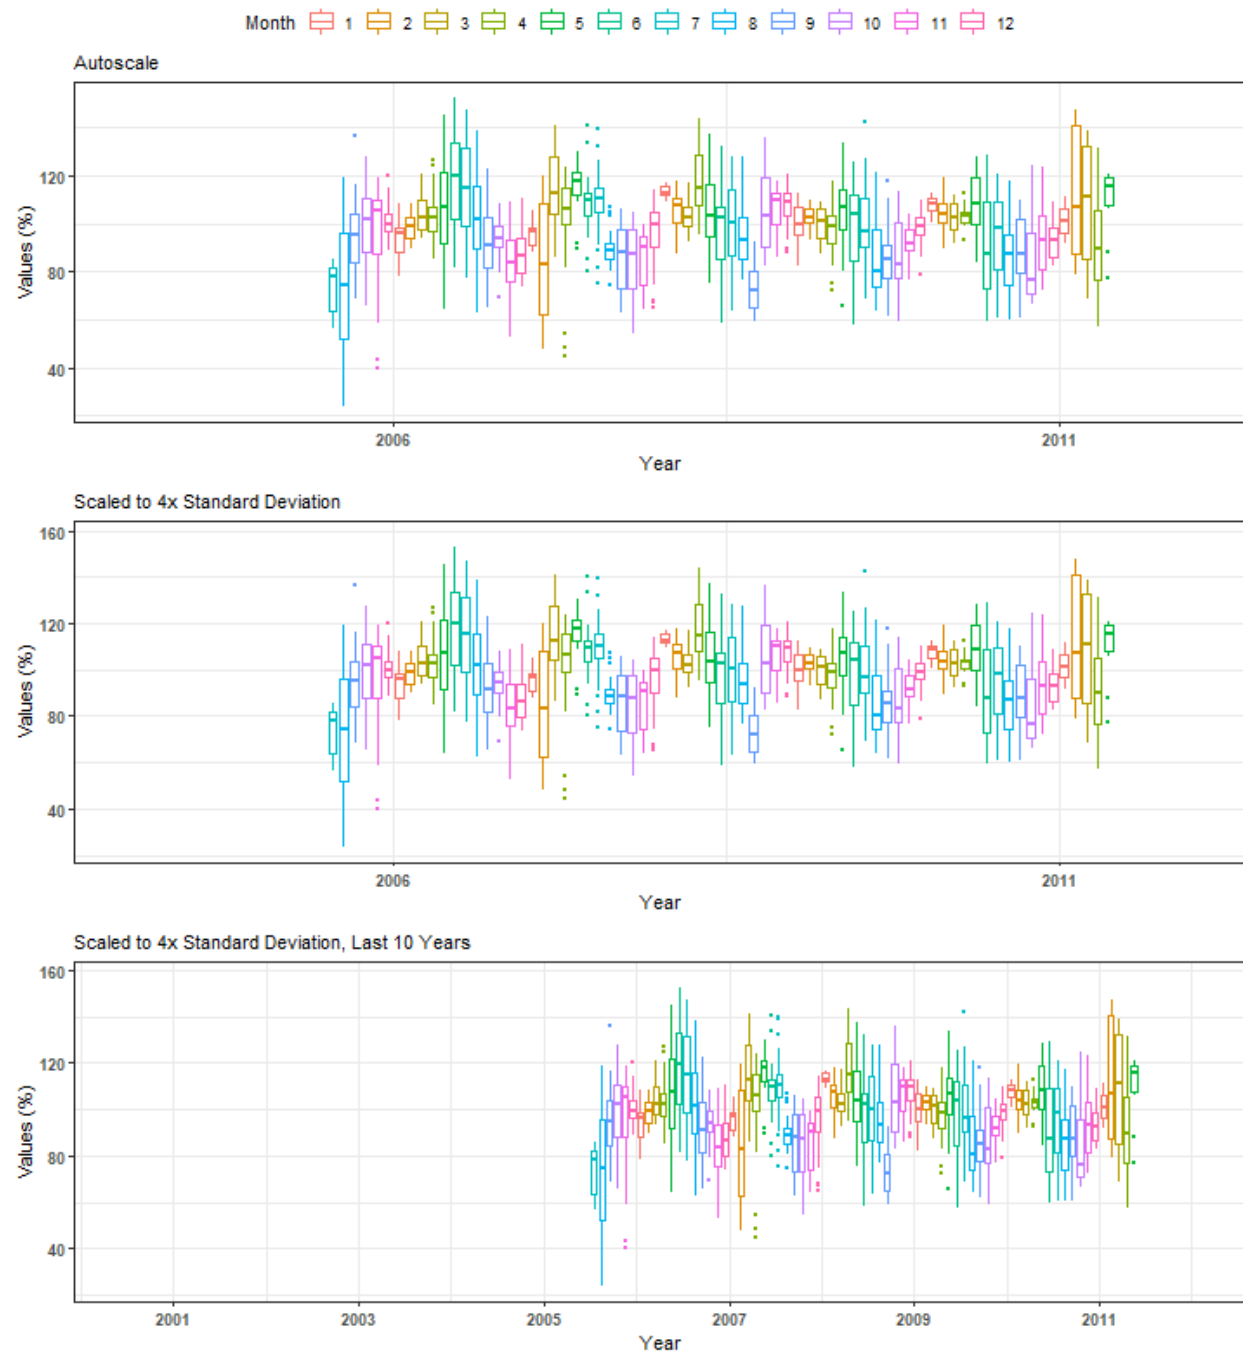 Month 1 2 3 4 5 6 7 8 9 10 11 12
Autoscale
Values (%)
120
80
40
2006 2011
Year
Scaled to 4x Standard Deviation
Values (%)
160
120
80
40
2006 2011
Year
Scaled to 4x Standard Deviation, Last 10 Years
Values (%)
160
120
80
40
2001 2003 2005 2007 2009 2011
Year